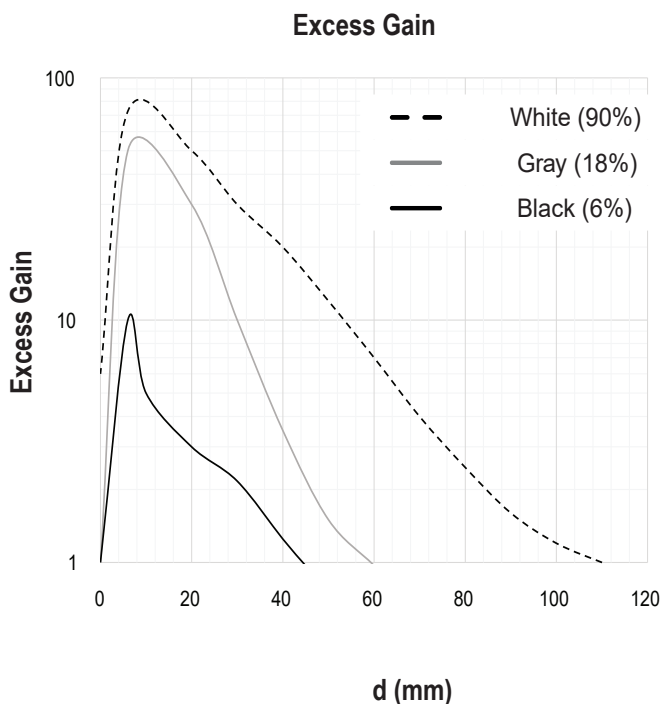 Excess Gain
100
White (90%)
Gray (18%)
Black (6%)
Excess Gain
10
1
0 20 40 60 80 100 120
d (mm)